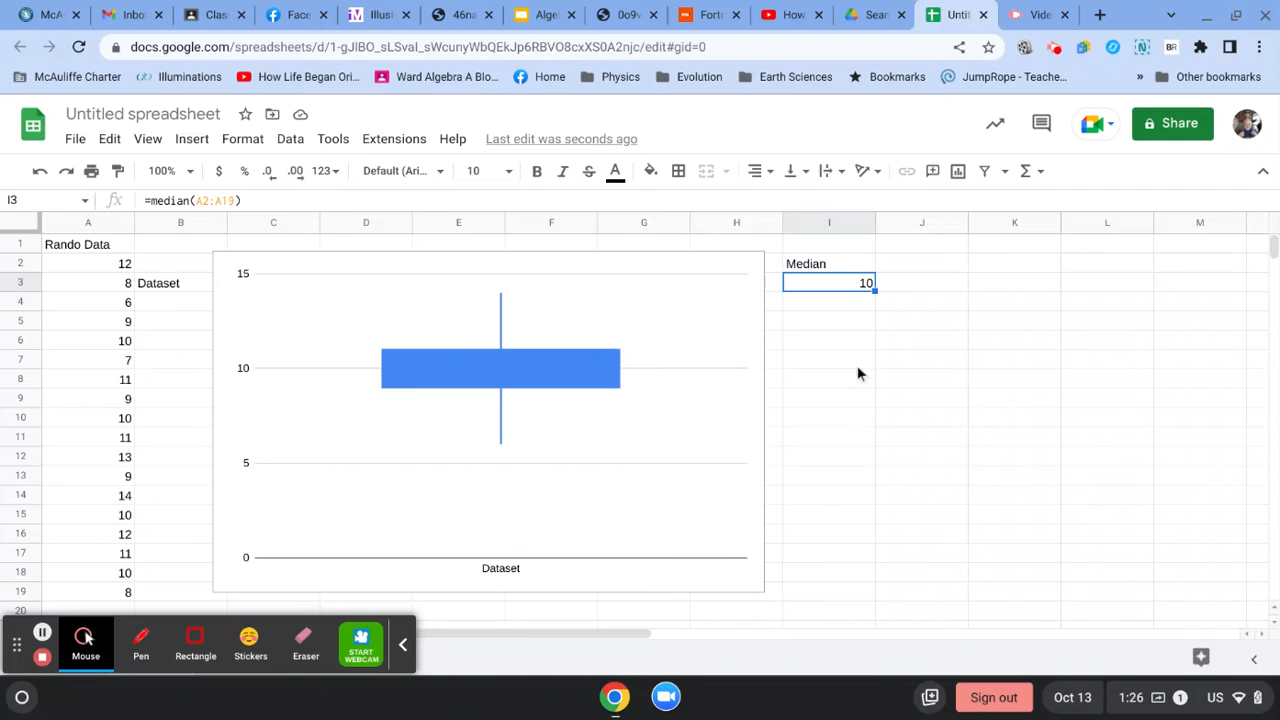 Inbo
Clas
Face
Illust
46na
Alge
0o9v
Fortr
How
Sear
Untit
Vide
docs.google.com/spreadsheets/d/1-gJlBO_sLSvaI_sWcunyWbQEkJp6RBVO8cxXS0A2njc/edit#gid=0
McAuliffe Charter
Illuminations
How Life Began Ori...
Ward Algebra A Blo...
Home
Physics
Evolution
Earth Sciences
Bookmarks
JumpRope - Teache...
»
Other bookmarks
Untitled spreadsheet
File Edit View Insert Format Data Tools Extensions Help Last edit was seconds ago
Share
100% $ % .0 .00 123 Default (Ari... 10 B I S A
I3 fx =median(A2:A19)
A B C D E F G H I J K L M
1 Rando Data
2 12 Median
3 8 Dataset 10
4 6
5 9
6 10
7 7
8 11
9 9
10 10
11 11
12 13
13 9
14 14
15 10
16 12
17 11
18 10
19 8
20
15
10
5
0
Dataset
Mouse Pen Rectangle Stickers Eraser START WEBCAM
Sign out Oct 13 1:26 1 US